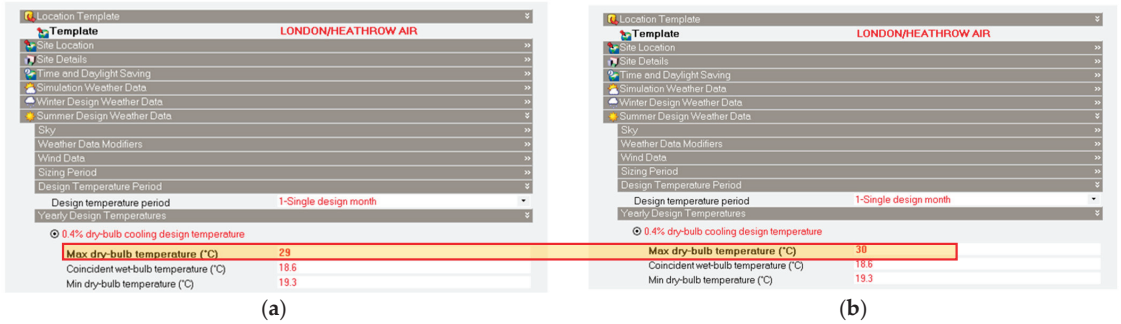 Location Template
Template LONDON/HEATHROW AIR
Site Location
Site Details
Time and Daylight Saving
Simulation Weather Data
Winter Design Weather Data
Summer Design Weather Data
Sky
Weather Data Modifiers
Wind Data
Sizing Period
Design Temperature Period
Design temperature period 1-Single design month
Yearly Design Temperatures
0.4% dry-bulb cooling design temperature
Max dry-bulb temperature (°C) 29
Coincident wet-bulb temperature (°C) 18.6
Min dry-bulb temperature (°C) 19.3
(a)
Location Template
Template LONDON/HEATHROW AIR
Site Location
Site Details
Time and Daylight Saving
Simulation Weather Data
Winter Design Weather Data
Summer Design Weather Data
Sky
Weather Data Modifiers
Wind Data
Sizing Period
Design Temperature Period
Design temperature period 1-Single design month
Yearly Design Temperatures
0.4% dry-bulb cooling design temperature
Max dry-bulb temperature (°C) 30
Coincident wet-bulb temperature (°C) 18.6
Min dry-bulb temperature (°C) 19.3
(b)